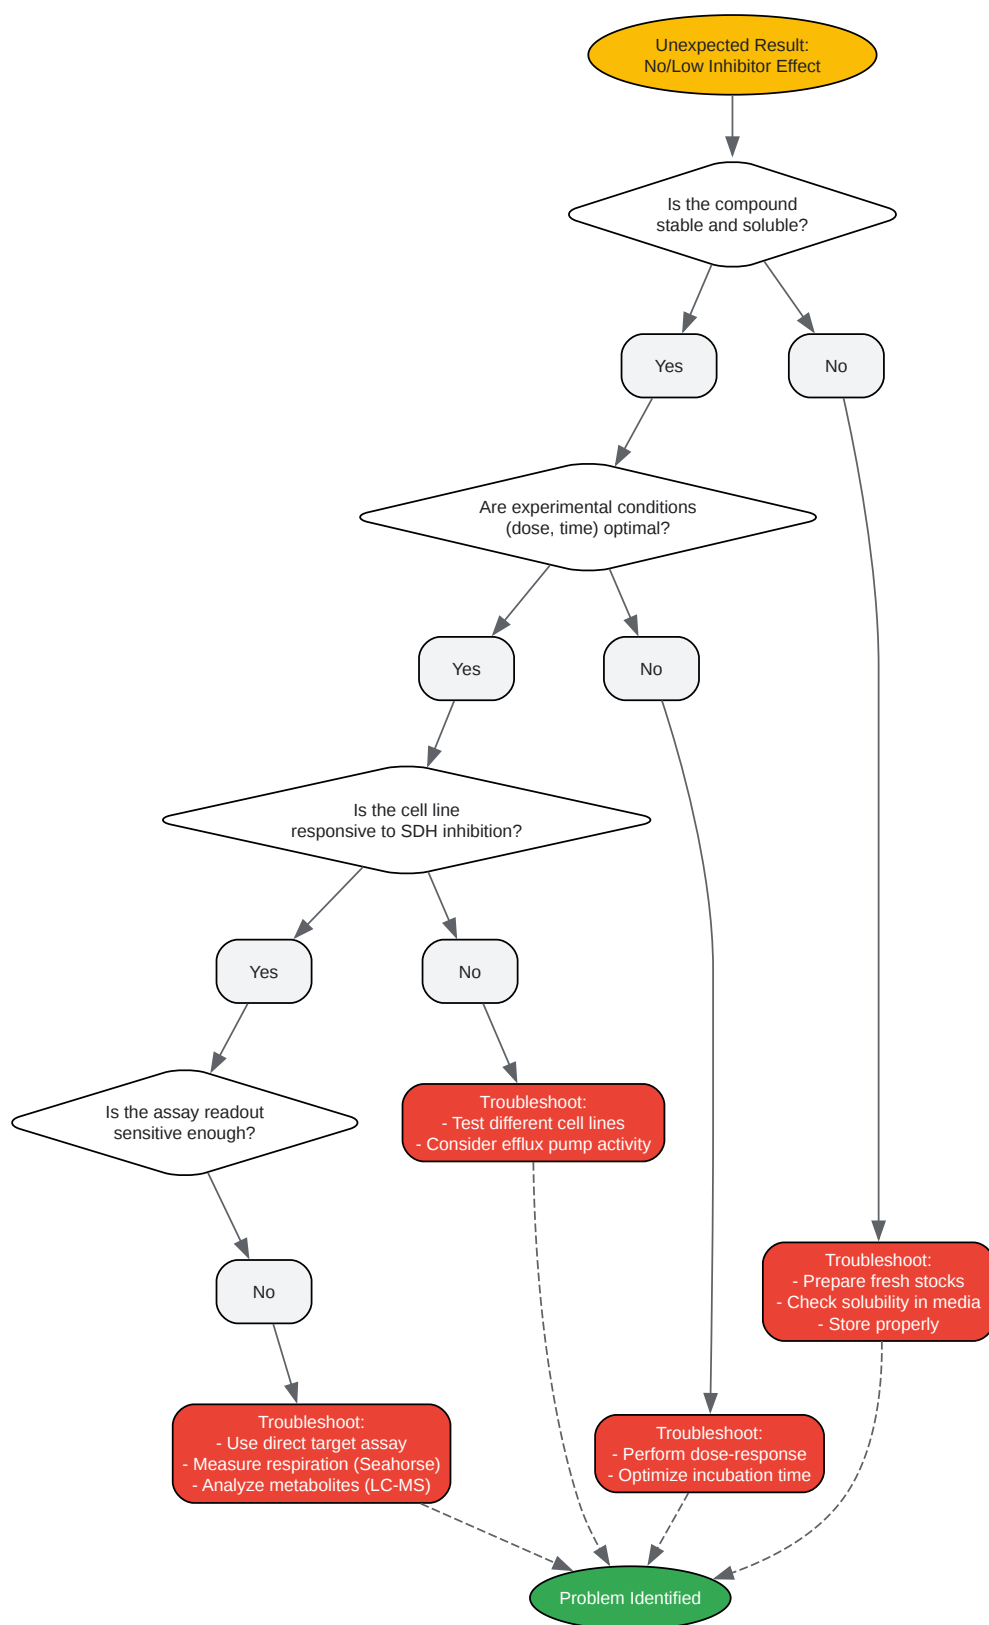 Unexpected Result:
No/Low Inhibitor Effect
Is the compound
stable and soluble?
Yes
No
Are experimental conditions
(dose, time) optimal?
Yes
No
Is the cell line
responsive to SDH inhibition?
Yes
No
Is the assay readout
sensitive enough?
Troubleshoot:
- Test different cell lines
- Consider efflux pump activity
No
Troubleshoot:
- Prepare fresh stocks
- Check solubility in media
- Store properly
Troubleshoot:
- Use direct target assay
- Measure respiration (Seahorse)
- Analyze metabolites (LC-MS)
Troubleshoot:
- Perform dose-response
- Optimize incubation time
Problem Identified